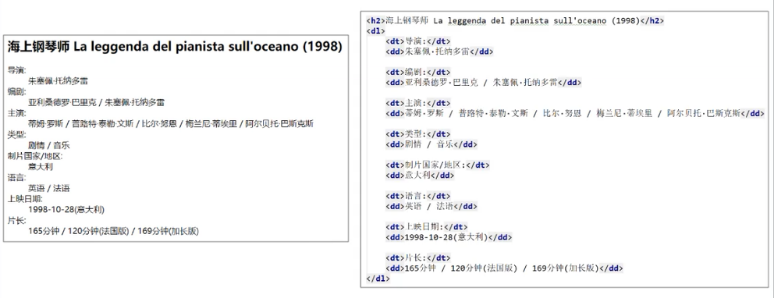 海上钢琴师 La leggenda del pianista sull'oceano (1998)
导演:
朱塞佩·托纳多雷
编剧:
亚利桑德罗·巴里克 / 朱塞佩·托纳多雷
主演:
蒂姆·罗斯 / 普路特·泰勒·文斯 / 比尔·努恩 / 梅兰尼·蒂埃里 / 阿尔贝托·巴斯克斯
类型:
剧情 / 音乐
制片国家/地区:
意大利
语言:
英语 / 法语
上映日期:
1998-10-28(意大利)
片长:
165分钟 / 120分钟(法国版) / 169分钟(加长版)
<h2>海上钢琴师 La leggenda del pianista sull'oceano (1998)</h2>
<dl>
<dt>导演:</dt>
<dd>朱塞佩·托纳多雷</dd>
<dt>编剧:</dt>
<dd>亚利桑德罗·巴里克 / 朱塞佩·托纳多雷</dd>
<dt>主演:</dt>
<dd>蒂姆·罗斯 / 普路特·泰勒·文斯 / 比尔·努恩 / 梅兰尼·蒂埃里 / 阿尔贝托·巴斯克斯</dd>
<dt>类型:</dt>
<dd>剧情 / 音乐</dd>
<dt>制片国家/地区:</dt>
<dd>意大利</dd>
<dt>语言:</dt>
<dd>英语 / 法语</dd>
<dt>上映日期:</dt>
<dd>1998-10-28(意大利)</dd>
<dt>片长:</dt>
<dd>165分钟 / 120分钟(法国版) / 169分钟(加长版)</dd>
</dl>